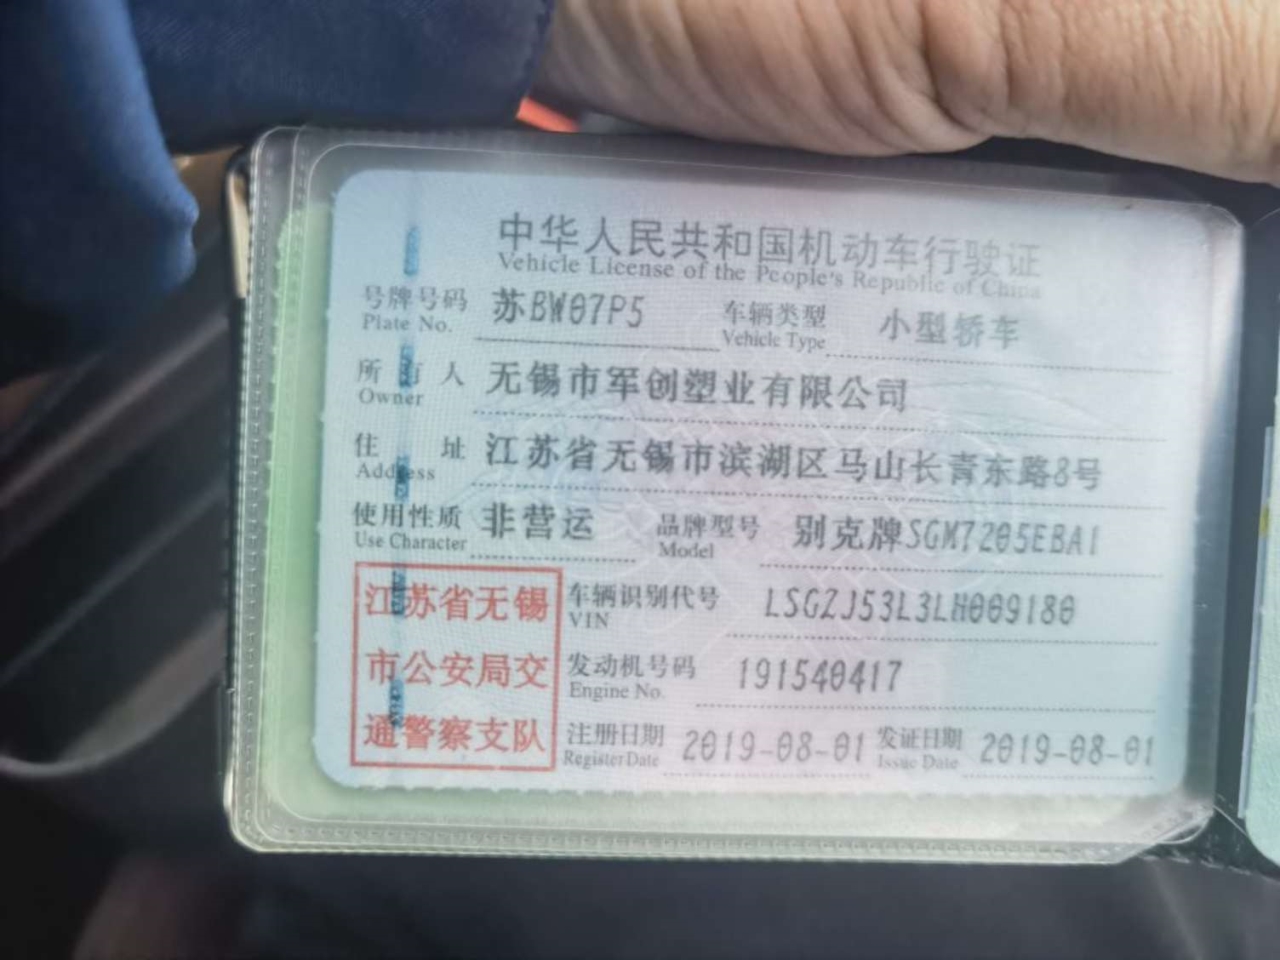 中华人民共和国机动车行驶证
Vehicle License of the People's Republic of China
号牌号码 苏BW07P5 车辆类型 小型轿车
Plate No. Vehicle Type
所有人 无锡市军创塑业有限公司
Owner
住址 江苏省无锡市滨湖区马山长青东路8号
Address
使用性质 非营运 品牌型号 别克牌SGM7205EBA1
Use Character Model
江苏省无锡 车辆识别代号 LSGZJ53L3LH009180
VIN
市公安局交 发动机号码 191540417
Engine No.
通警察支队 注册日期 2019-08-01 发证日期 2019-08-01
Register Date Issue Date